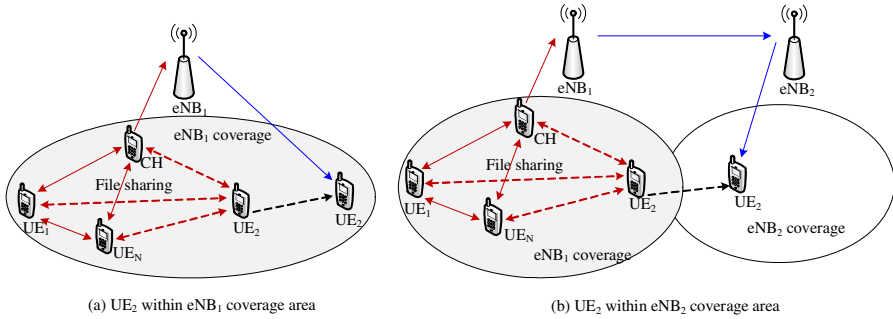 eNB1
eNB1 coverage
CH
File sharing
UE1
UEN
UE2
UE2
(a) UE2 within eNB1 coverage area
eNB1
eNB2
CH
File sharing
UE1
UE2
UE2
UEN
eNB1 coverage
eNB2 coverage
(b) UE2 within eNB2 coverage area